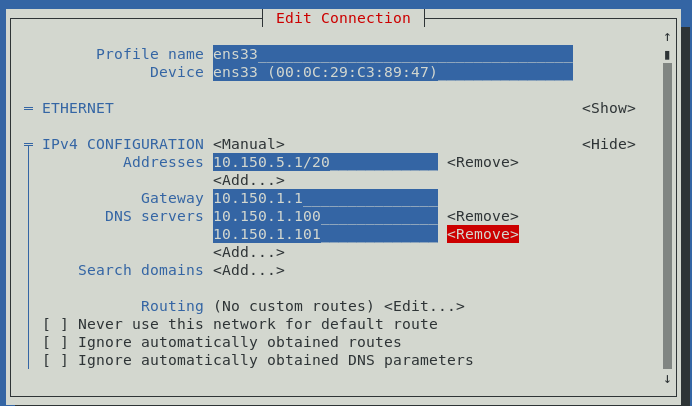 Edit Connection
Profile name ens33
Device ens33 (00:0C:29:C3:89:47)
= ETHERNET <Show>
= IPv4 CONFIGURATION <Manual> <Hide>
Addresses 10.150.5.1/20 <Remove>
<Add...>
Gateway 10.150.1.1
DNS servers 10.150.1.100 <Remove>
10.150.1.101 <Remove>
<Add...>
Search domains <Add...>
Routing (No custom routes) <Edit...>
[ ] Never use this network for default route
[ ] Ignore automatically obtained routes
[ ] Ignore automatically obtained DNS parameters